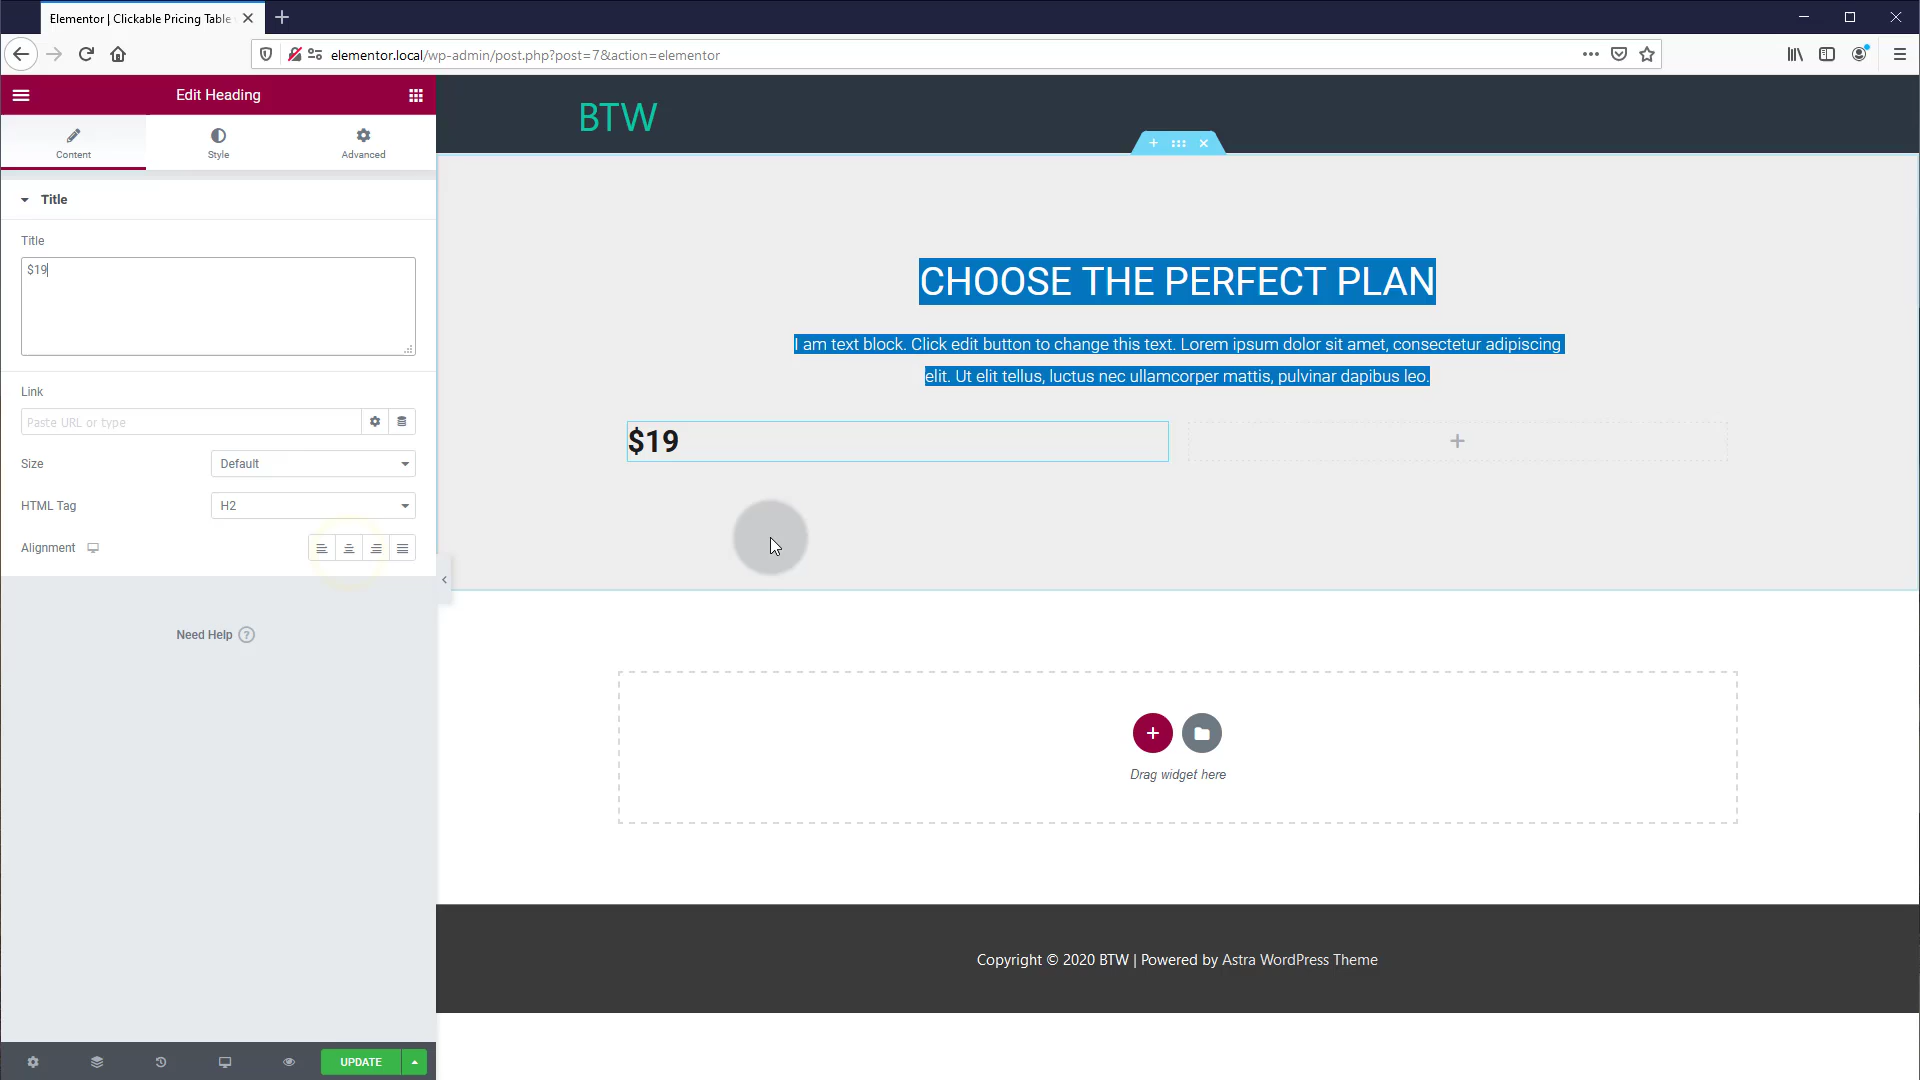 Elementor | Clickable Pricing Table
elementor.local/wp-admin/post.php?post=7&action=elementor
Edit Heading
Content
Style
Advanced
Title
Title
$19
Link
Paste URL or type
Size
Default
HTML Tag
H2
Alignment
Need Help ?
UPDATE
BTW
CHOOSE THE PERFECT PLAN
I am text block. Click edit button to change this text. Lorem ipsum dolor sit amet, consectetur adipiscing
elit. Ut elit tellus, luctus nec ullamcorper mattis, pulvinar dapibus leo.
$19
Drag widget here
Copyright © 2020 BTW | Powered by Astra WordPress Theme